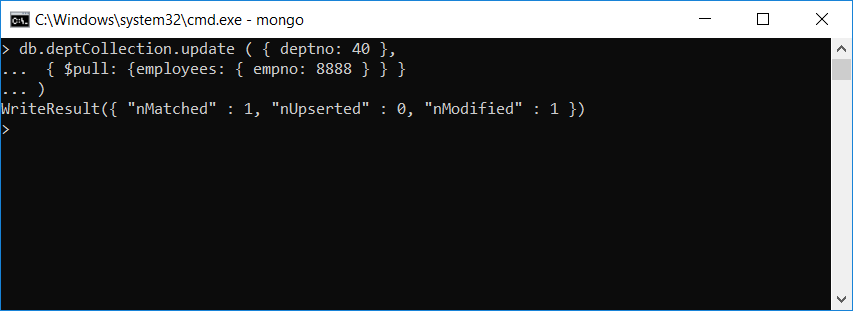 C:\Windows\system32\cmd.exe - mongo
> db.deptCollection.update ( { deptno: 40 },
...  { $pull: {employees: { empno: 8888 } } }
... )
WriteResult({ "nMatched" : 1, "nUpserted" : 0, "nModified" : 1 })
>